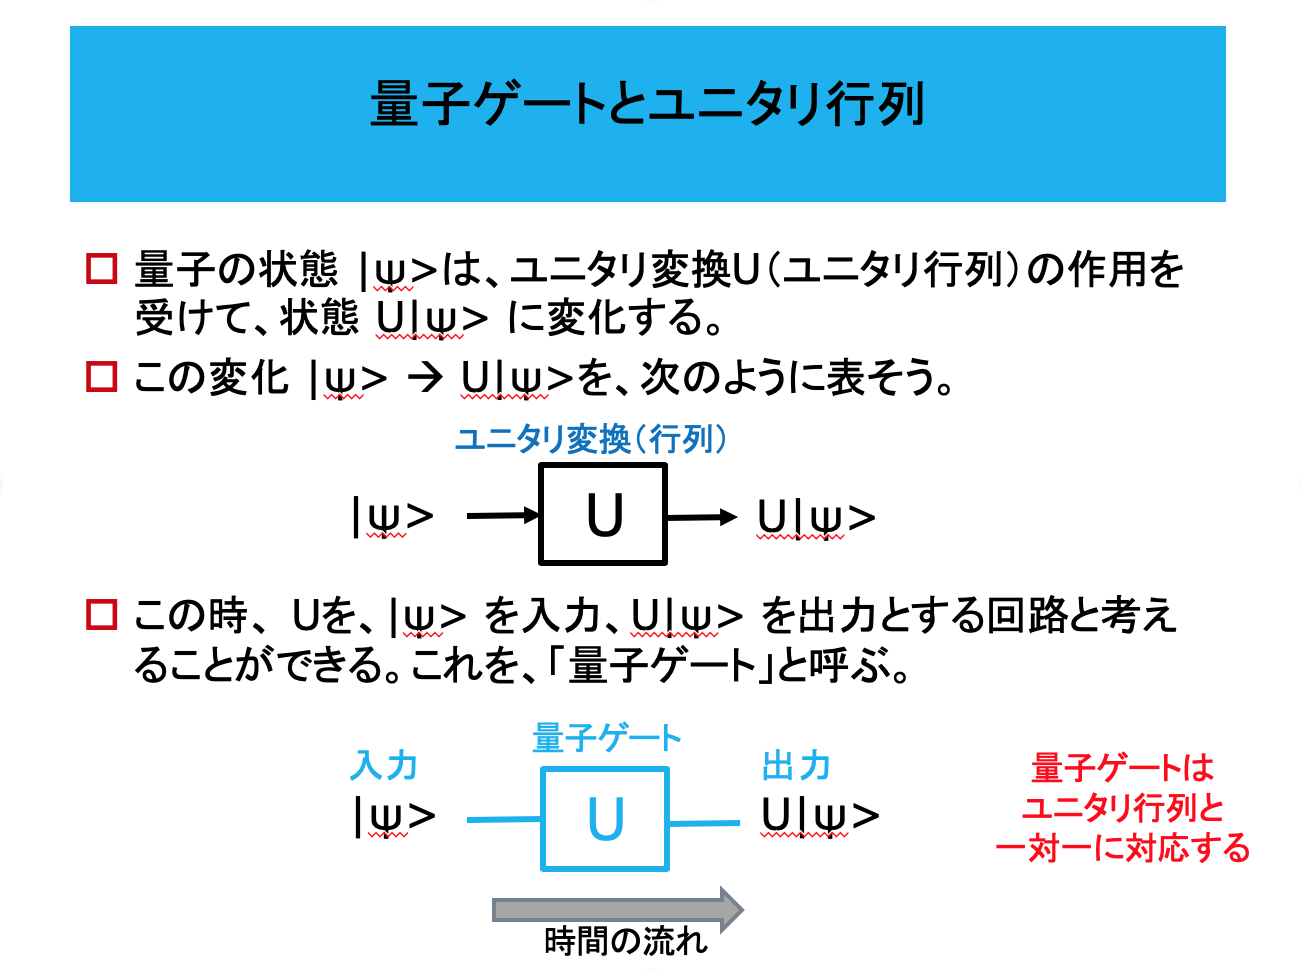 量子ゲートとユニタリ行列
量子の状態 |ψ>は、ユニタリ変換U(ユニタリ行列)の作用を
受けて、状態 U|ψ> に変化する。
この変化 |ψ> → U|ψ>を、次のように表そう。
ユニタリ変換(行列)
|ψ> U U|ψ>
この時、 Uを、|ψ> を入力、U|ψ> を出力とする回路と考え
ることができる。これを、「量子ゲート」と呼ぶ。
量子ゲート
入力 出力
|ψ> U U|ψ>
量子ゲートは
ユニタリ行列と
一対一に対応する
時間の流れ